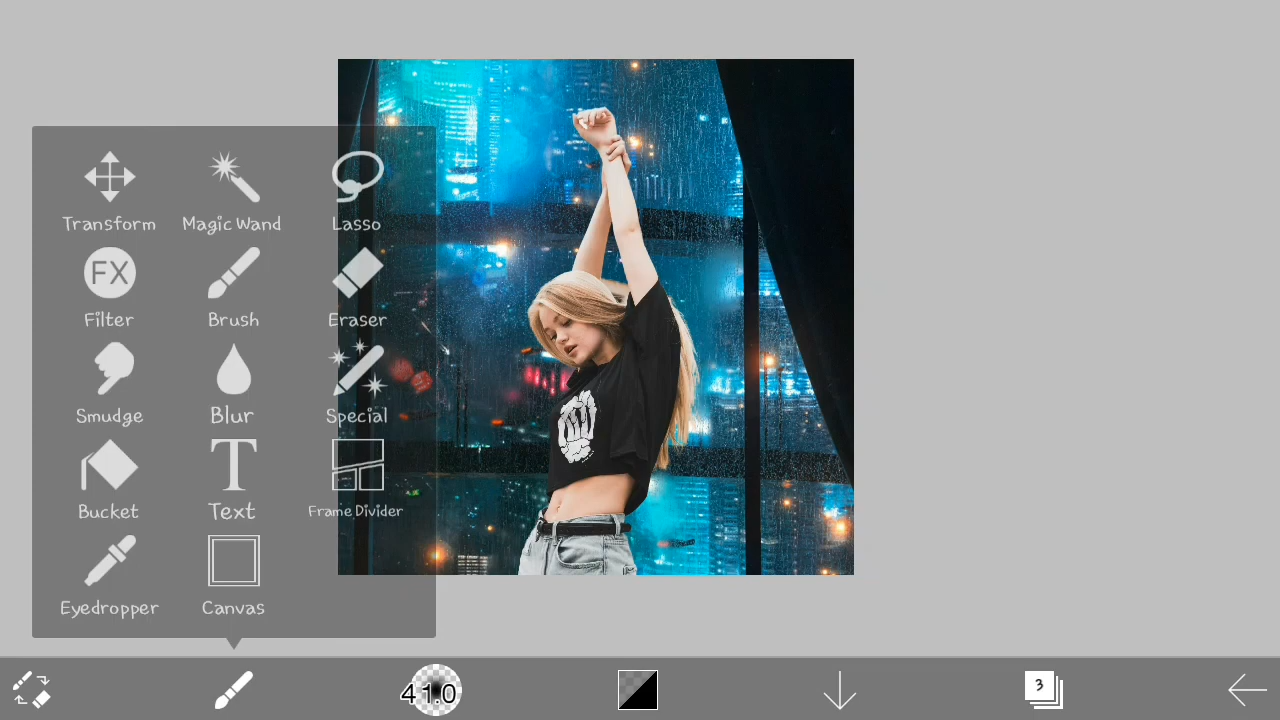 Transform Magic Wand Lasso
FX
Filter Brush Eraser
Smudge Blur Special
T
Bucket Text Frame Divider
Eyedropper Canvas
41.0
3